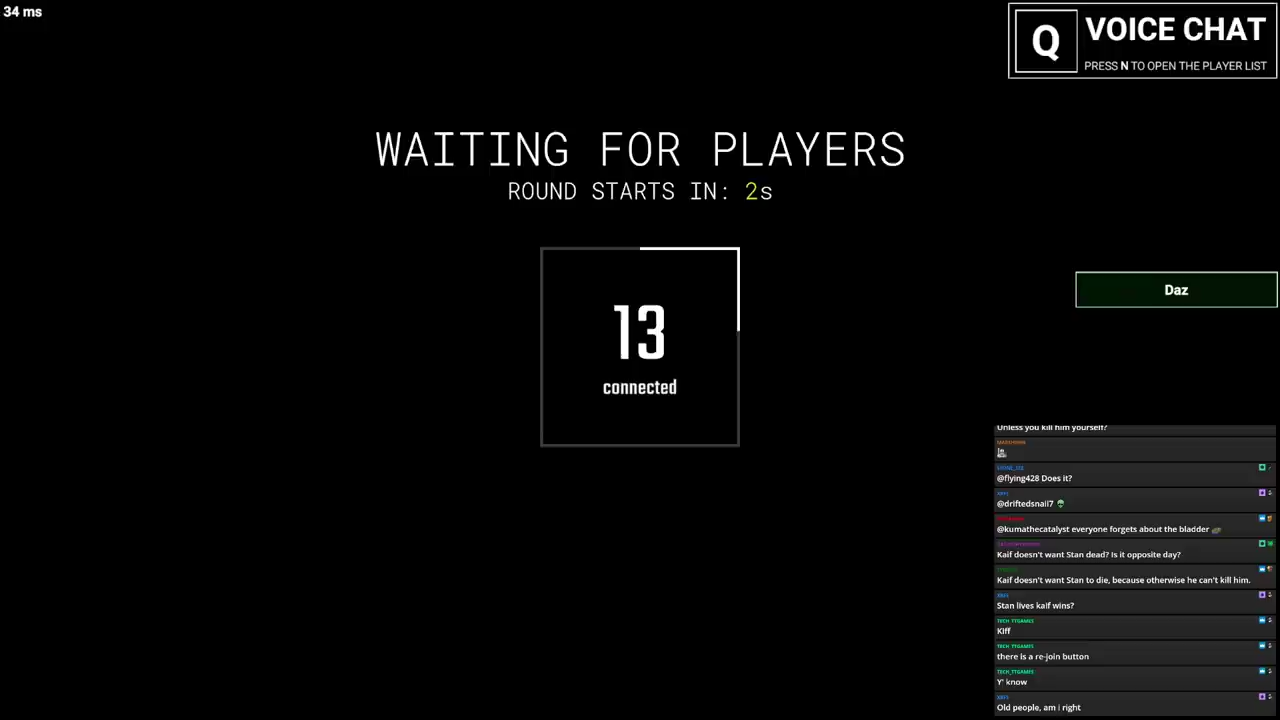 34 ms
Q
VOICE CHAT
PRESS N TO OPEN THE PLAYER LIST
WAITING FOR PLAYERS
ROUND STARTS IN: 2s
13
connected
Daz
Unless you kill him yourself?
@flying428 Does it?
@driftedsnail7
@kumathecatalyst everyone forgets about the bladder
Kaif doesn't want Stan dead? Is it opposite day?
Kaif doesn't want Stan to die, because otherwise he can't kill him.
Stan lives kaif wins?
TECH_TTGAMES
Kiff
TECH_TTGAMES
there is a re-join button
TECH_TTGAMES
Y' know
Old people, am i right